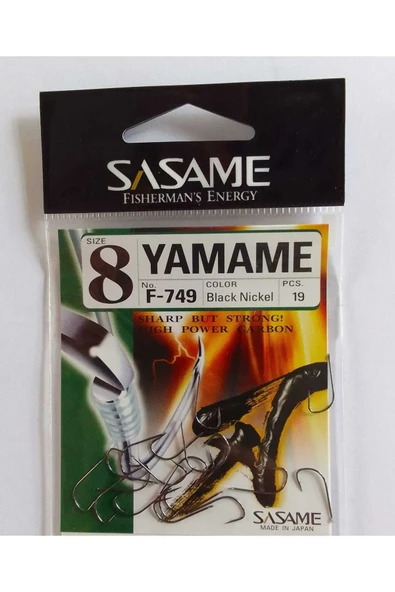 SASAME
FISHERMAN'S ENERGY
SIZE
8
YAMAME
No.
F-749
COLOR
Black Nickel
PCS.
19
SHARP BUT STRONG!
HIGH POWER CARBON
SASAME
MADE IN JAPAN